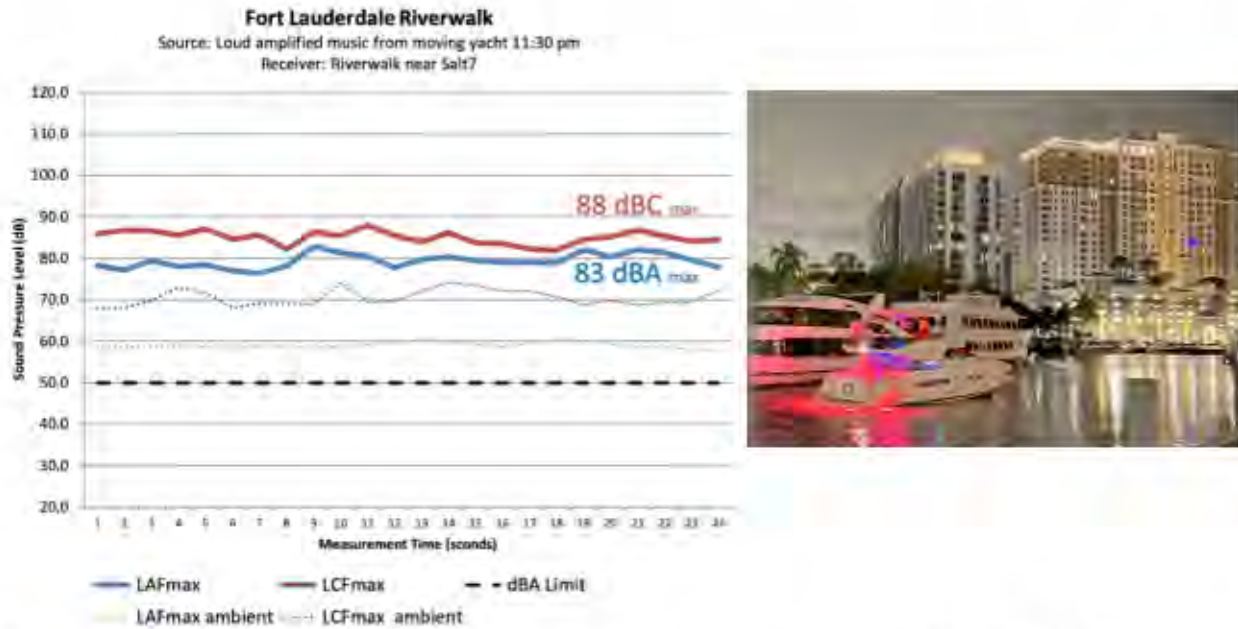 Fort Lauderdale Riverwalk
Source: Loud amplified music from moving yacht 11:30 pm
Receiver: Riverwalk near Salt7
120.0
110.0
100.0
90.0
80.0
70.0
60.0
50.0
40.0
30.0
20.0
Sound Pressure Level (dB)
88 dBC max
83 dBA max
1 2 3 4 5 6 7 8 9 10 11 12 13 14 15 16 17 18 19 20 21 22 23 24
Measurement Time (sconds)
LAFmax LCFmax dBA Limit
LAFmax ambient LCFmax ambient